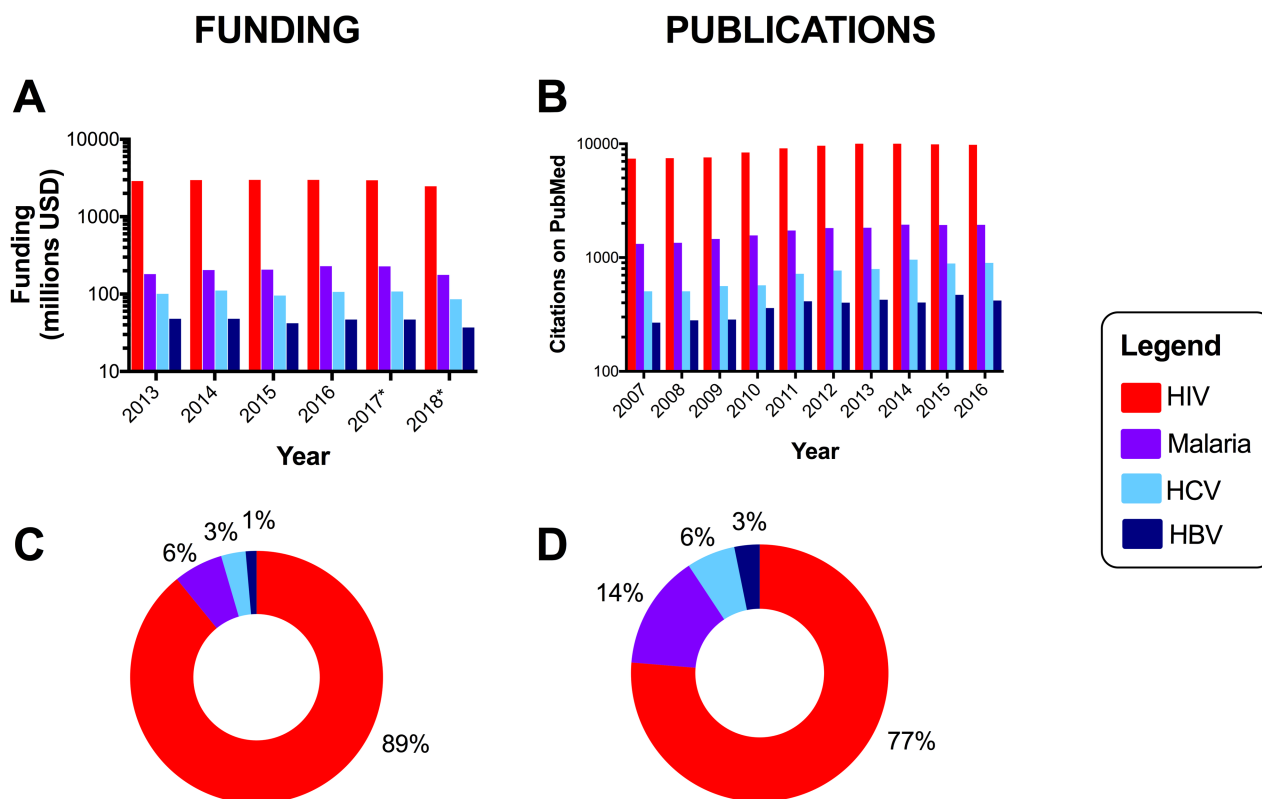 FUNDING
PUBLICATIONS
A
Funding
(millions USD)
10000
1000
100
10
2013
2014
2015
2016
2017*
2018*
Year
B
Citations on PubMed
10000
1000
100
2007
2008
2009
2010
2011
2012
2013
2014
2015
2016
Year
Legend
HIV
Malaria
HCV
HBV
C
6%
3%
1%
89%
D
14%
6%
3%
77%